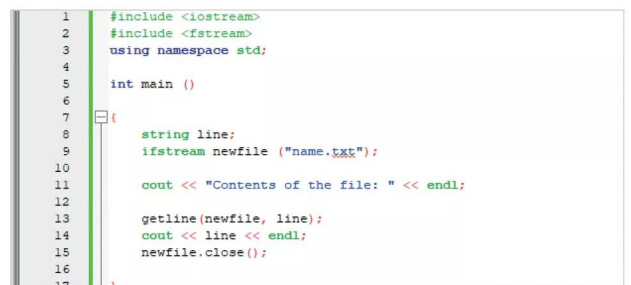 1 #include <iostream>
2 #include <fstream>
3 using namespace std;
4
5 int main ()
6
7 {
8 string line;
9 ifstream newfile ("name.txt");
10
11 cout << "Contents of the file: " << endl;
12
13 getline(newfile, line);
14 cout << line << endl;
15 newfile.close();
16